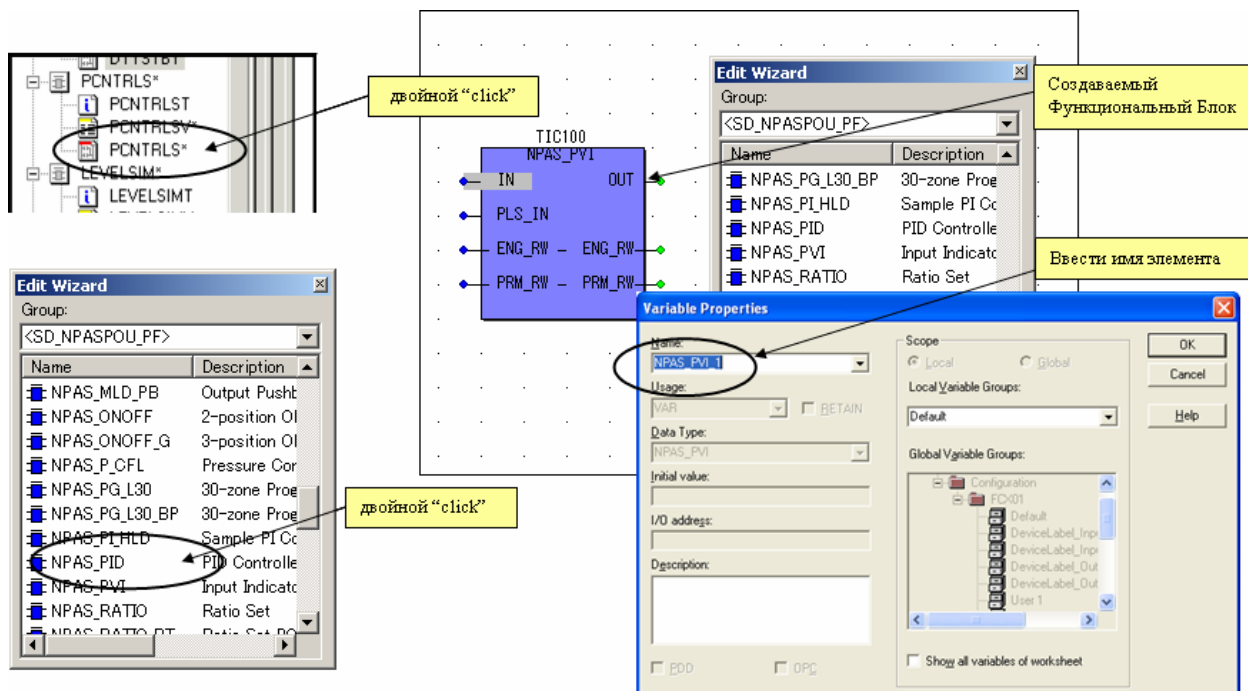 PCNTRLS*
PCNTRLST
PCNTRLSV*
PCNTRLS*
LEVELSIM*
LEVELSIMT
двойной “click”
TIC100
NPAS_PVI
IN OUT
PLS_IN
ENG_RW – ENG_RW
PRM_RW – PRM_RW
Edit Wizard
Group:
<SD_NPASPOU_PF>
Name Description
NPAS_PG_L30_BP 30-zone Prog
NPAS_PI_HLD Sample PI Co
NPAS_PID PID Controlle
NPAS_PVI Input Indicato
NPAS_RATIO Ratio Set
Создаваемый
Функциональный Блок
Ввести имя элемента
Edit Wizard
Group:
<SD_NPASPOU_PF>
Name Description
NPAS_MLD_PB Output Pushb
NPAS_ONOFF 2-position O
NPAS_ONOFF_G 3-position O
NPAS_P_CFL Pressure Cor
NPAS_PG_L30 30-zone Prog
NPAS_PG_L30_BP 30-zone Prog
NPAS_PI_HLD Sample PI Co
NPAS_PID PID Controlle
NPAS_PVI Input Indicato
NPAS_RATIO Ratio Set
двойной “click”
Variable Properties
Name:
NPAS_PVI_1
Usage:
VAR
RETAIN
Data Type:
NPAS_PVI
Initial value:
I/O address:
Description:
PDD OPC
Scope
Local Global
Local Variable Groups:
Default
Global Variable Groups:
Configuration
FCX01
Default
DeviceLabel_Inp
DeviceLabel_Inp
DeviceLabel_Out
DeviceLabel_Out
User 1
Show all variables of worksheet
OK
Cancel
Help